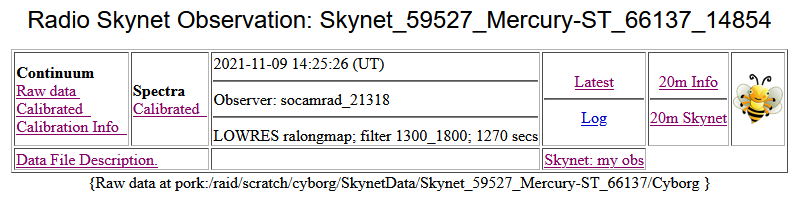 Radio Skynet Observation: Skynet_59527_Mercury-ST_66137_14854
Continuum
Raw data
Calibrated
Calibration Info
Spectra
Calibrated
2021-11-09 14:25:26 (UT)
Observer: socamrad_21318
LOWRES ralongmap; filter 1300_1800; 1270 secs
Latest
Log
20m Info
20m Skynet
Data File Description.
Skynet: my obs
{Raw data at pork:/raid/scratch/cyborg/SkynetData/Skynet_59527_Mercury-ST_66137/Cyborg }